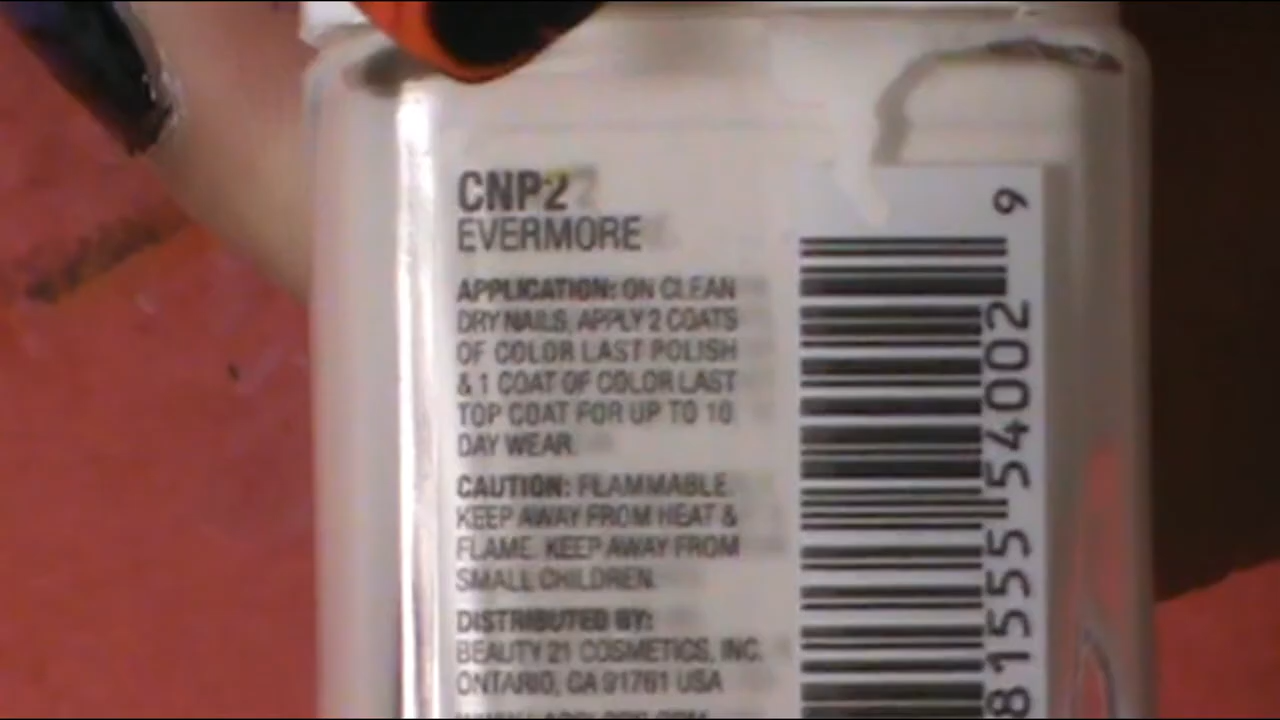 CNP2
EVERMORE
APPLICATION: ON CLEAN
DRY NAILS, APPLY 2 COATS
OF COLOR LAST POLISH
& 1 COAT OF COLOR LAST
TOP COAT FOR UP TO 10
DAY WEAR.
CAUTION: FLAMMABLE.
KEEP AWAY FROM HEAT &
FLAME. KEEP AWAY FROM
SMALL CHILDREN.
DISTRIBUTED BY:
BEAUTY 21 COSMETICS, INC.
ONTARIO, CA 91761 USA
81555 54002 9